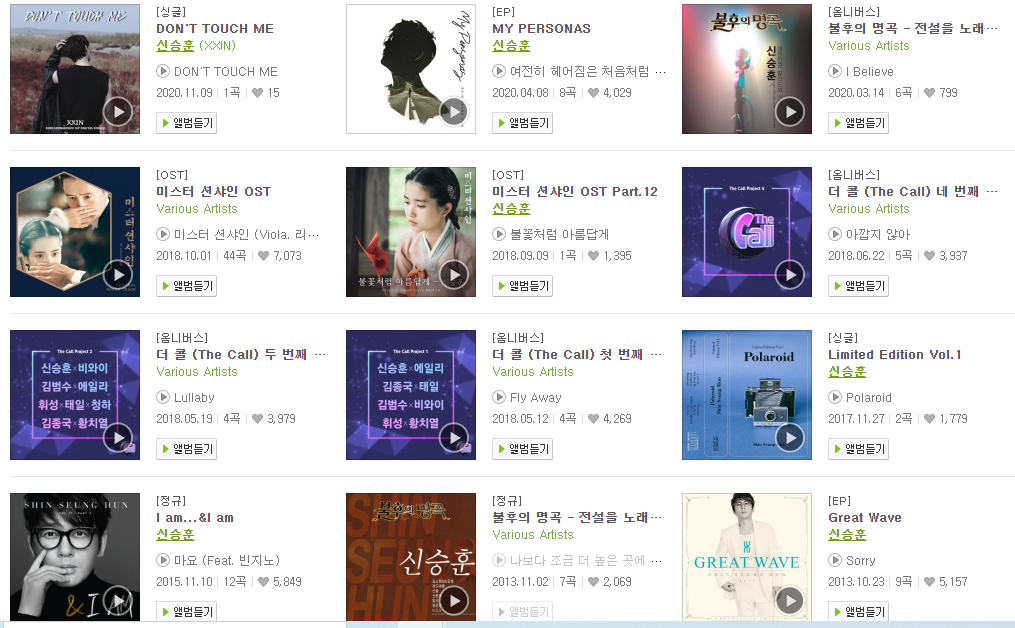 DON'T TOUCH ME
XXIN
[싱글]
DON'T TOUCH ME
신승훈 (XXIN)
DON'T TOUCH ME
2020.11.09 1곡 15
앨범듣기
My Personas
[EP]
MY PERSONAS
신승훈
여전히 헤어짐은 처음처럼 ...
2020.04.08 8곡 4,029
앨범듣기
불후의 명곡
신승훈
[옴니버스]
불후의 명곡 - 전설을 노래...
Various Artists
I Believe
2020.03.14 6곡 799
앨범듣기
미스터 션샤인
[OST]
미스터 션샤인 OST
Various Artists
미스터 션샤인 (Viola. 리...
2018.10.01 44곡 7,073
앨범듣기
미스터 션샤인
불꽃처럼 아름답게
[OST]
미스터 션샤인 OST Part.12
신승훈
불꽃처럼 아름답게
2018.09.09 1곡 1,395
앨범듣기
The Call Project 4
The Call
[옴니버스]
더 콜 (The Call) 네 번째 ...
Various Artists
아깝지 않아
2018.06.22 5곡 3,937
앨범듣기
The Call Project 2
신승훈×비와이
김범수×에일리
휘성×태일×청하
김종국×황치열
[옴니버스]
더 콜 (The Call) 두 번째 ...
Various Artists
Lullaby
2018.05.19 4곡 3,979
앨범듣기
The Call Project 1
신승훈×에일리
김종국×태일
김범수×비와이
휘성×황치열
[옴니버스]
더 콜 (The Call) 첫 번째 ...
Various Artists
Fly Away
2018.05.12 4곡 4,269
앨범듣기
Polaroid
Polaroid
Shin Seung Hun
[싱글]
Limited Edition Vol.1
신승훈
Polaroid
2017.11.27 2곡 1,779
앨범듣기
SHIN SEUNG HUN
& I AM
[정규]
I am...&I am
신승훈
마요 (Feat. 빈지노)
2015.11.10 12곡 5,849
앨범듣기
SHIN SEUNG HUN
불후의 명곡
신승훈
[정규]
불후의 명곡 - 전설을 노래...
Various Artists
나보다 조금 더 높은 곳에 ...
2013.11.02 7곡 2,069
앨범듣기
GREAT WAVE
SHIN SEUNG HUN
[EP]
Great Wave
신승훈
Sorry
2013.10.23 9곡 5,157
앨범듣기